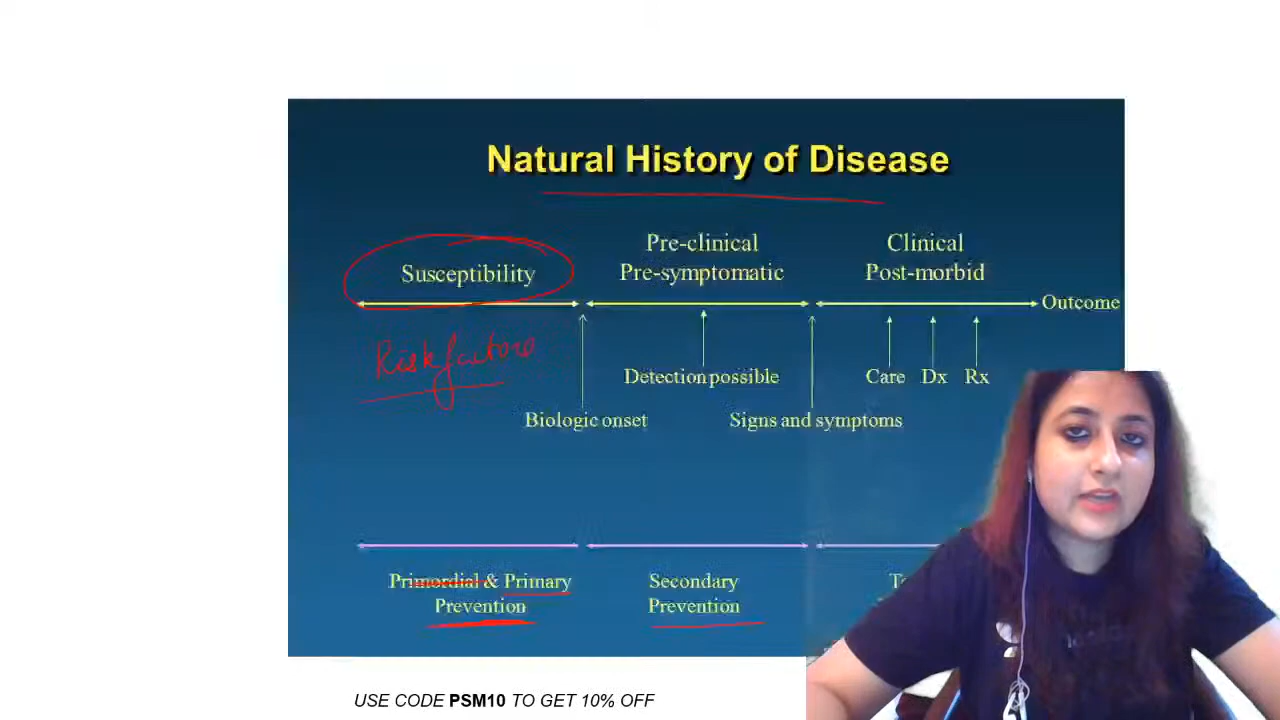 Natural History of Disease
Susceptibility
Pre-clinical
Pre-symptomatic
Clinical
Post-morbid
Outcome
Risk factors
Detection possible
Care Dx Rx
Biologic onset
Signs and symptoms
Primordial & Primary
Prevention
Secondary
Prevention
USE CODE PSM10 TO GET 10% OFF